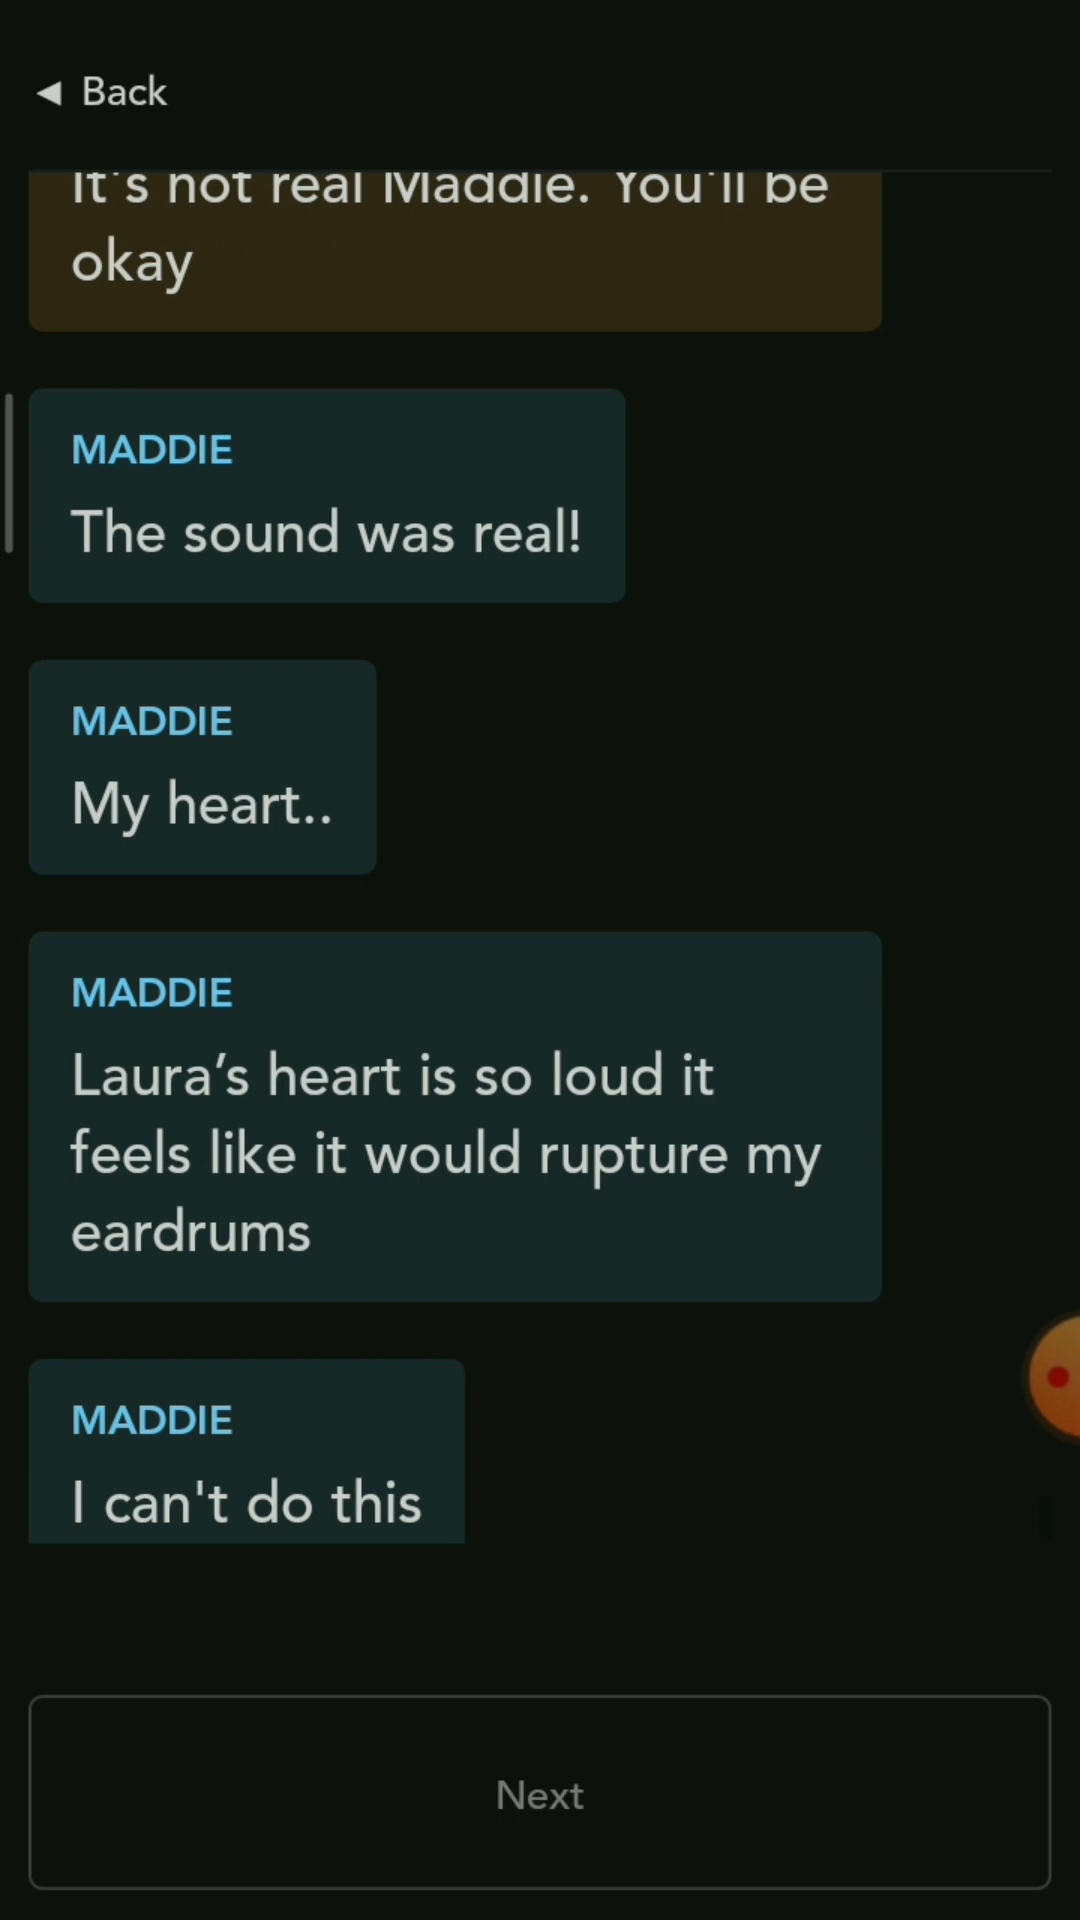 ◀ Back
It's not real Maddie. You'll be
okay
MADDIE
The sound was real!
MADDIE
My heart..
MADDIE
Laura’s heart is so loud it
feels like it would rupture my
eardrums
MADDIE
I can't do this
Next